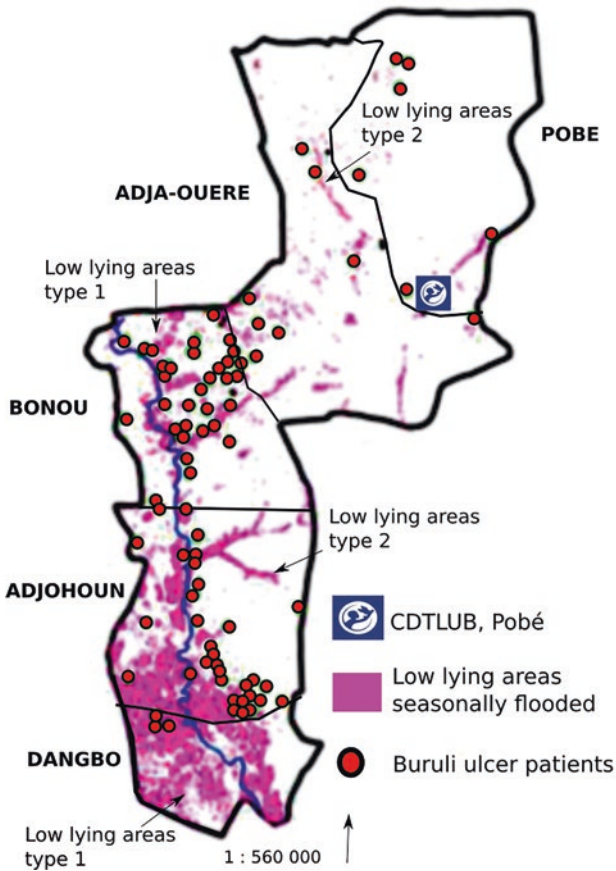 Low lying areas
type 2
POBE
ADJA-OUERE
Low lying areas
type 1
BONOU
Low lying areas
type 2
ADJOHOUN
CDTLUB, Pobé
Low lying areas
seasonally flooded
DANGBO
Buruli ulcer patients
Low lying areas
type 1
1 : 560 000